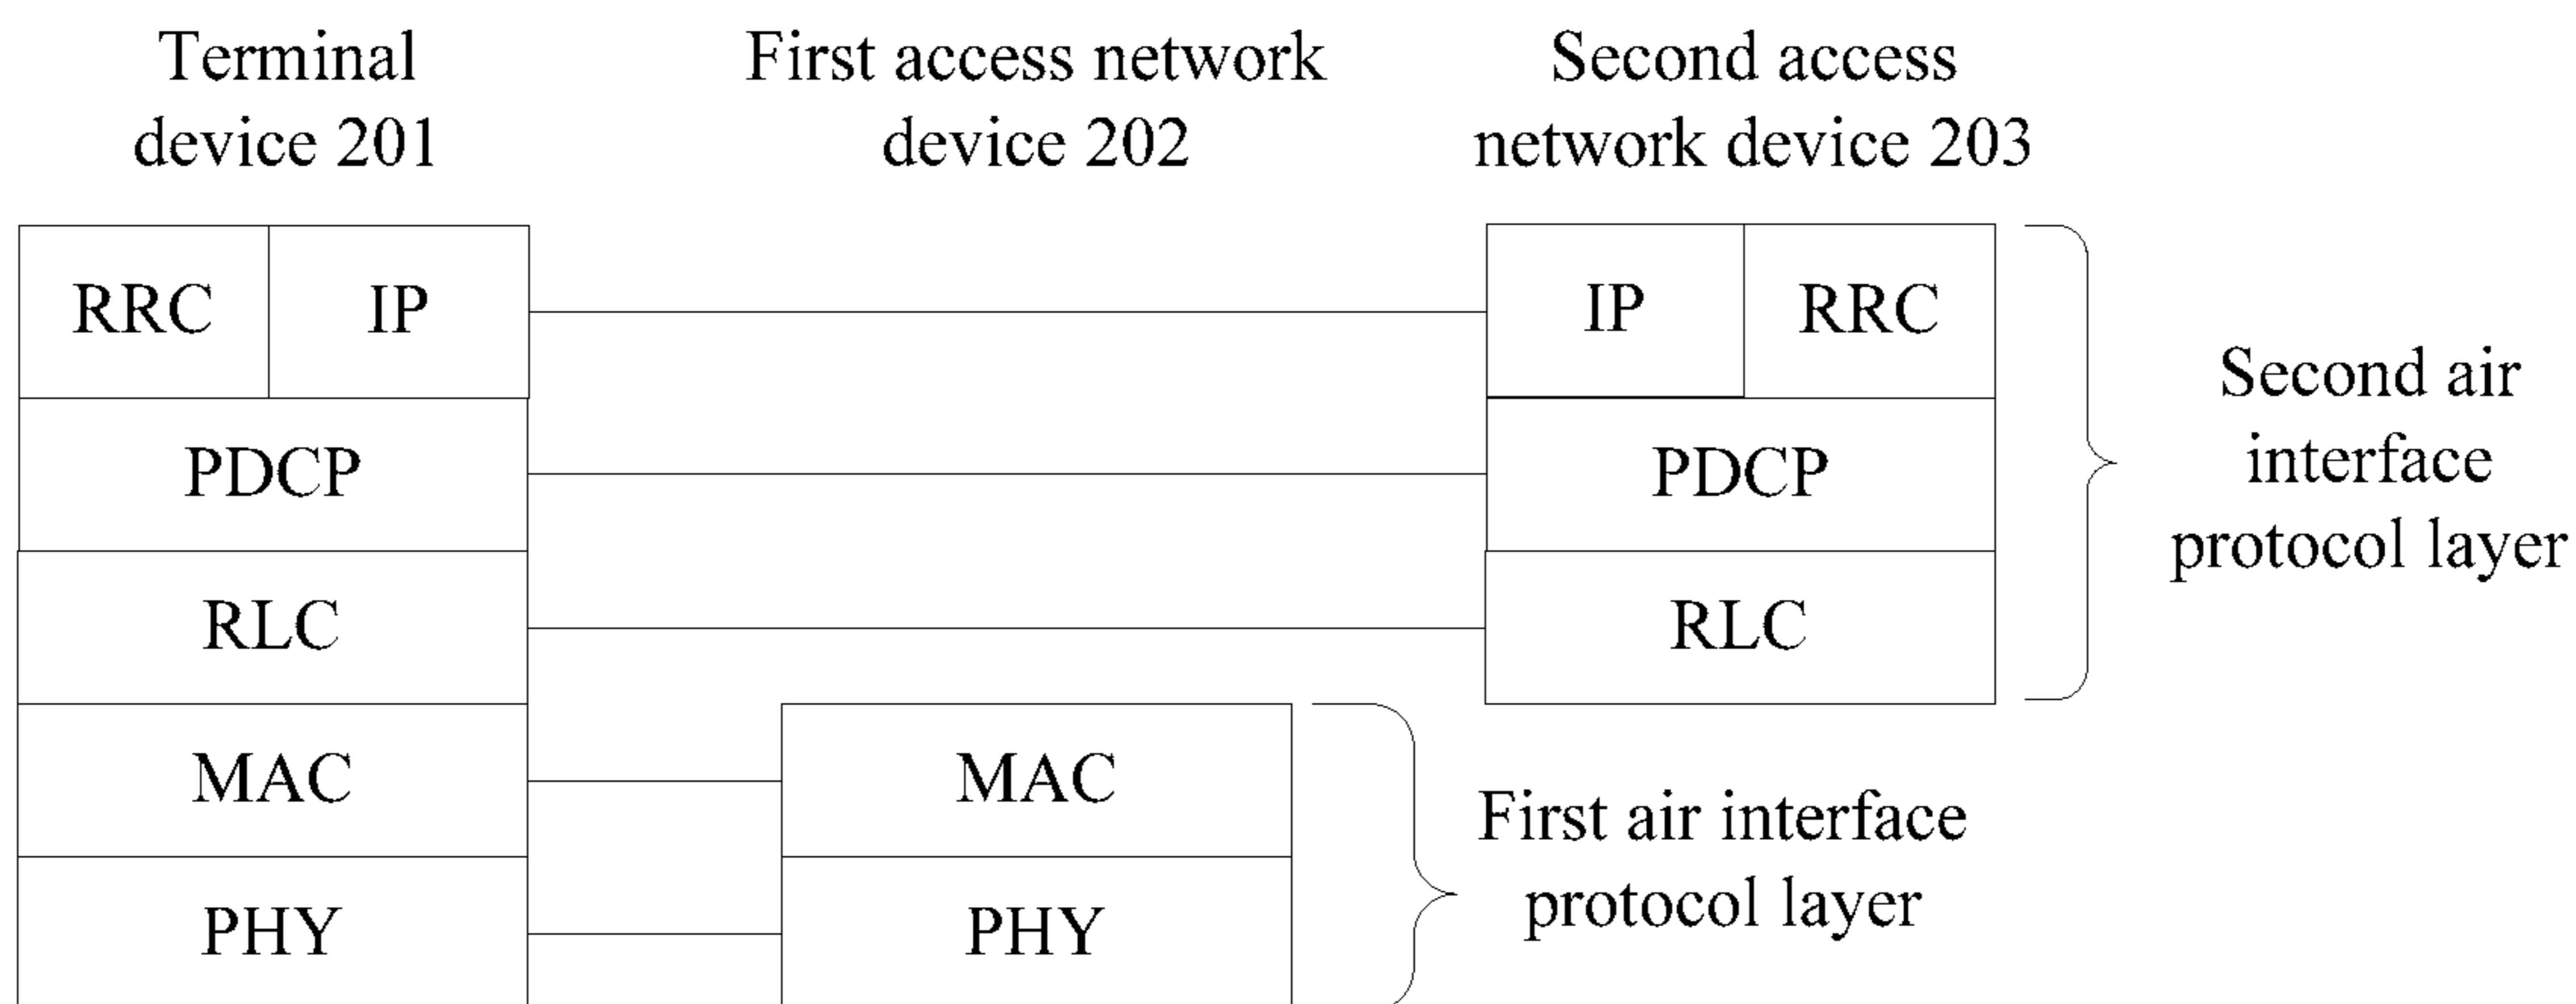 Terminal
device 201
First access network
device 202
Second access
network device 203
RRC
IP
IP
RRC
PDCP
PDCP
RLC
RLC
Second air
interface
protocol layer
MAC
MAC
PHY
PHY
First air interface
protocol layer